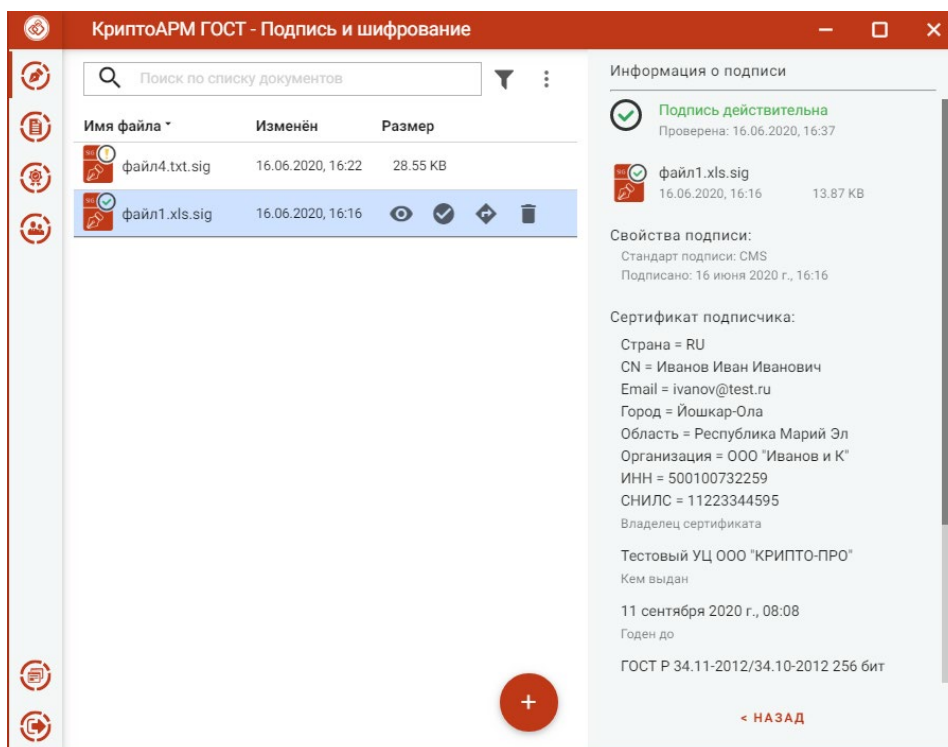 КриптоАРМ ГОСТ - Подпись и шифрование
Поиск по списку документов
Имя файла Изменён Размер
SIG файл4.txt.sig 16.06.2020, 16:22 28.55 KB
SIG файл1.xls.sig 16.06.2020, 16:16
+
Информация о подписи
Подпись действительна
Проверена: 16.06.2020, 16:37
SIG файл1.xls.sig
16.06.2020, 16:16 13.87 KB
Свойства подписи:
Стандарт подписи: CMS
Подписано: 16 июня 2020 г., 16:16
Сертификат подписчика:
Страна = RU
CN = Иванов Иван Иванович
Email = ivanov@test.ru
Город = Йошкар-Ола
Область = Республика Марий Эл
Организация = ООО "Иванов и К"
ИНН = 500100732259
СНИЛС = 11223344595
Владелец сертификата
Тестовый УЦ ООО "КРИПТО-ПРО"
Кем выдан
11 сентября 2020 г., 08:08
Годен до
ГОСТ Р 34.11-2012/34.10-2012 256 бит
< НАЗАД